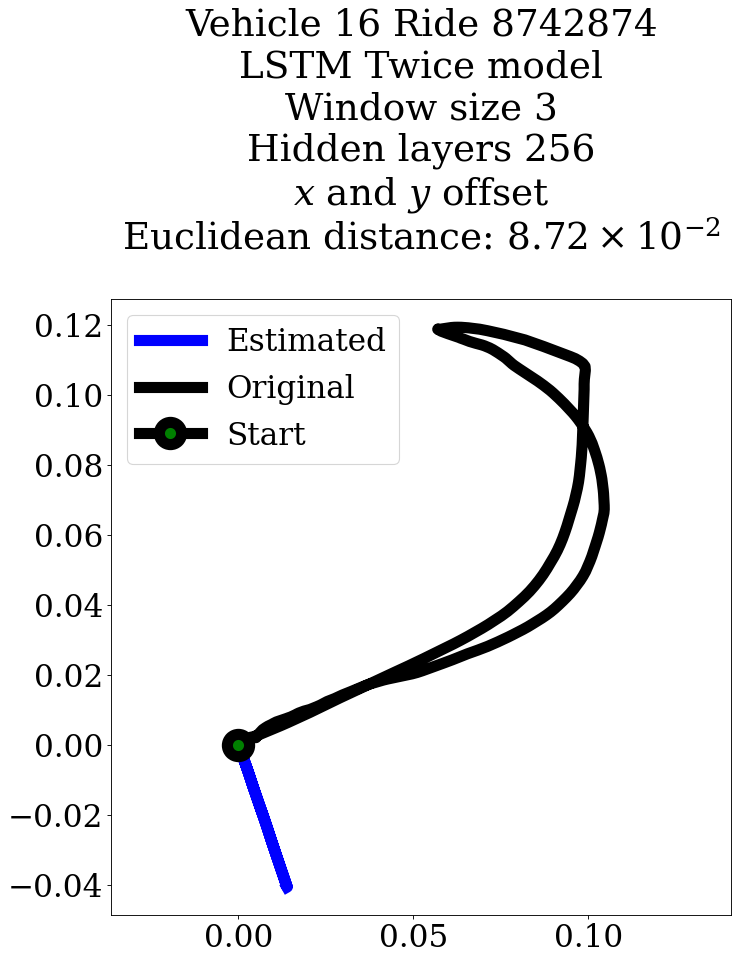 Vehicle 16 Ride 8742874
LSTM Twice model
Window size 3
Hidden layers 256
x and y offset
Euclidean distance: 8.72 × 10⁻²
Estimated
Original
Start
0.12
0.10
0.08
0.06
0.04
0.02
0.00
−0.02
−0.04
0.00 0.05 0.10